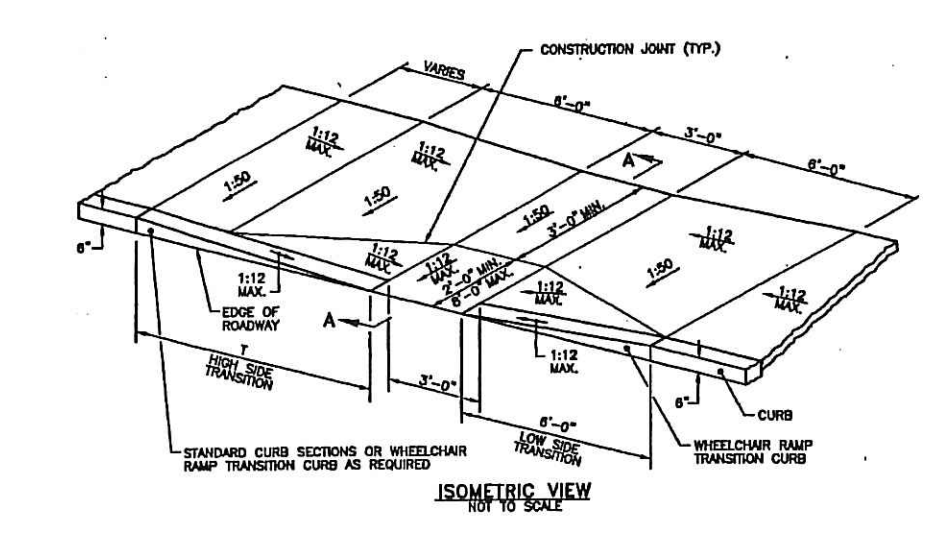 CONSTRUCTION JOINT (TYP.)
VARIES
6'-0"
3'-0"
6'-0"
A
1:12
MAX.
1:12
MAX.
1:50
1:50
1:50
3'-0" MIN.
1:12
MAX.
1:50
6"
1:12
MAX.
1:12
MAX.
2'-0" MIN.
6'-0" MAX.
1:12
MAX.
1:12
MAX.
1:12
MAX.
EDGE OF
ROADWAY
A
1:12
MAX.
T
HIGH SIDE
TRANSITION
3'-0"
6'-0"
LOW SIDE
TRANSITION
6"
CURB
WHEELCHAIR RAMP
TRANSITION CURB
STANDARD CURB SECTIONS OR WHEELCHAIR
RAMP TRANSITION CURB AS REQUIRED
ISOMETRIC VIEW
NOT TO SCALE